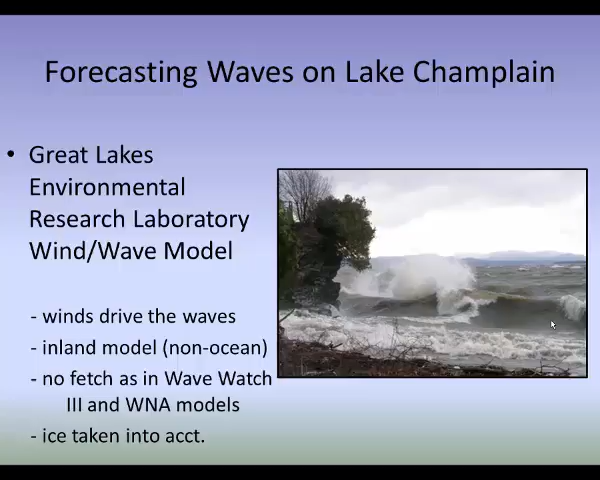 Forecasting Waves on Lake Champlain
• Great Lakes
Environmental
Research Laboratory
Wind/Wave Model
- winds drive the waves
- inland model (non-ocean)
- no fetch as in Wave Watch
III and WNA models
- ice taken into acct.